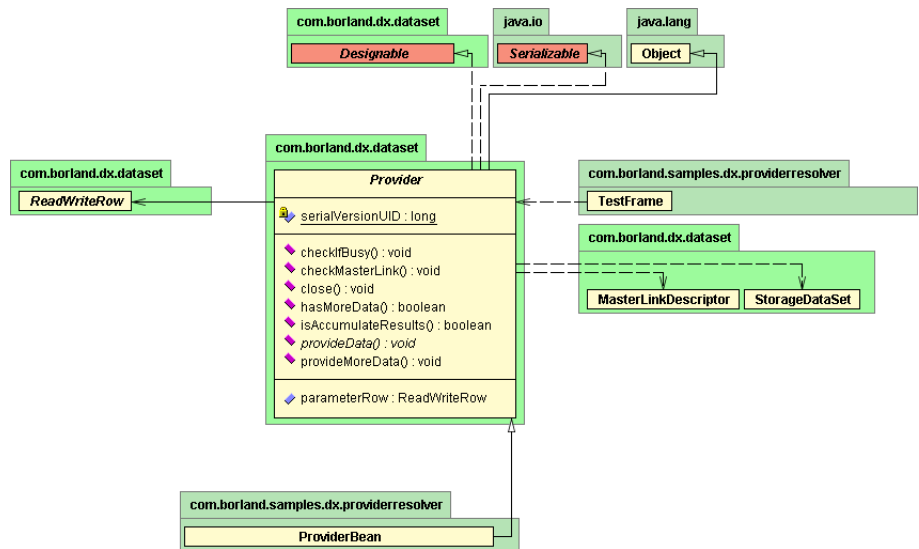 com.borland.dx.dataset
java.io
java.lang
Designable
Serializable
Object
com.borland.dx.dataset
com.borland.dx.dataset
com.borland.samples.dx.providerresolver
ReadWriteRow
Provider
TestFrame
serialVersionUID : long
com.borland.dx.dataset
checkIfBusy() : void
checkMasterLink() : void
close() : void
hasMoreData() : boolean
isAccumulateResults() : boolean
provideData() : void
provideMoreData() : void
MasterLinkDescriptor
StorageDataSet
parameterRow : ReadWriteRow
com.borland.samples.dx.providerresolver
ProviderBean